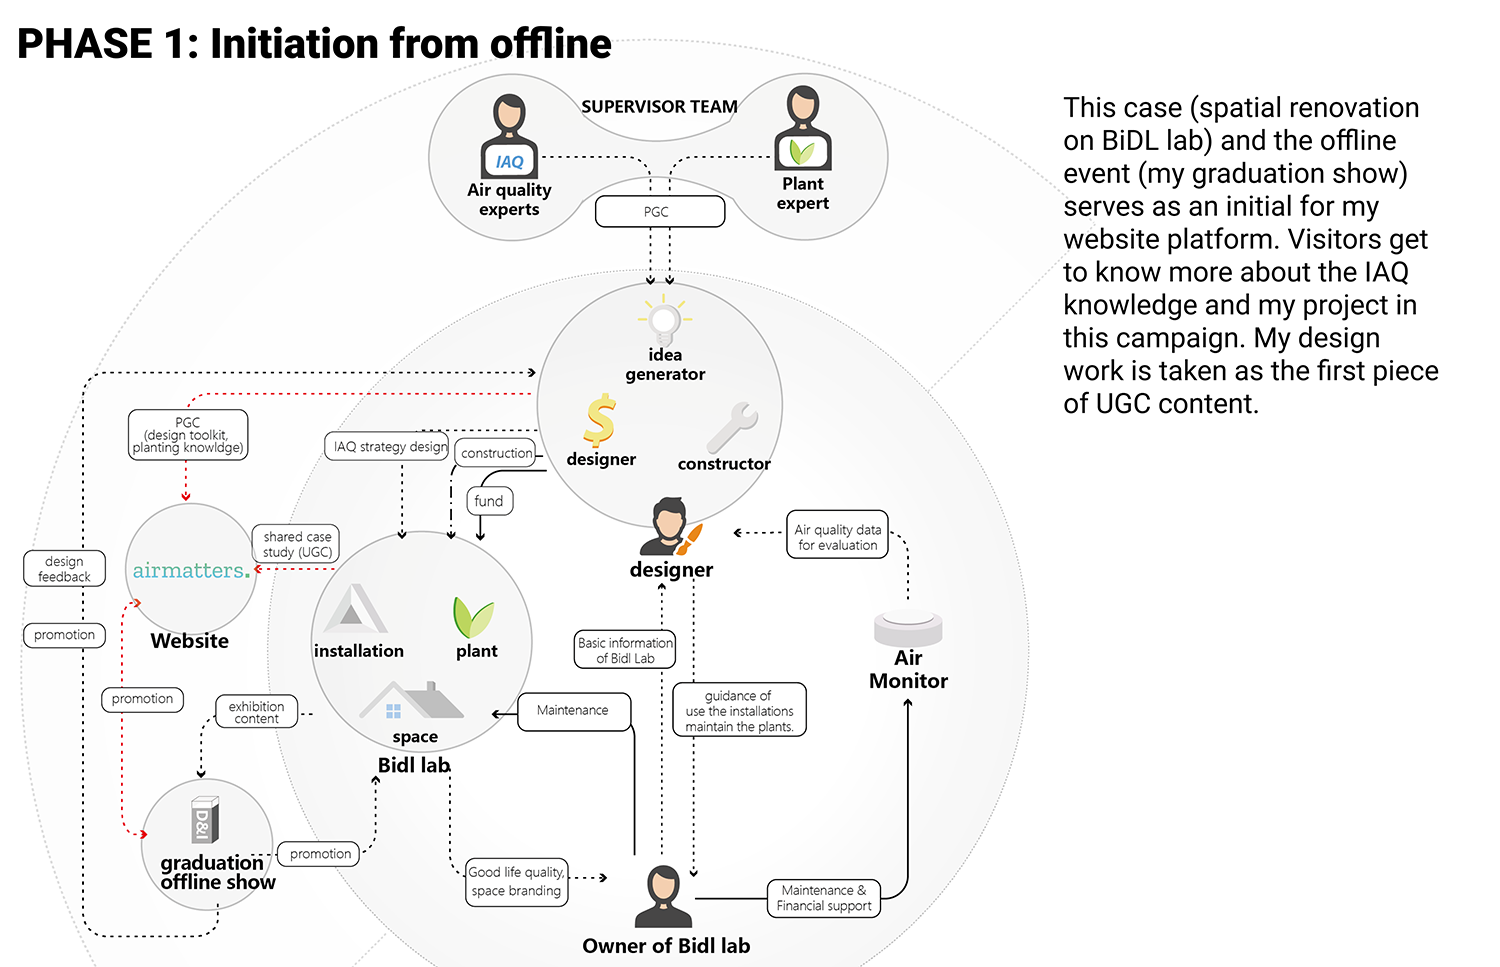 PHASE 1: Initiation from offline
This case (spatial renovation
on BiDL lab) and the offline
event (my graduation show)
serves as an initial for my
website platform. Visitors get
to know more about the IAQ
knowledge and my project in
this campaign. My design
work is taken as the first piece
of UGC content.
SUPERVISOR TEAM
IAQ
Air quality
experts
Plant
expert
PGC
idea
generator
designer
constructor
PGC
(design toolkit,
planting knowldge)
IAQ strategy design
construction
fund
designer
Air quality data
for evaluation
shared case
study (UGC)
design
feedback
airmatters.
Website
promotion
installation
plant
Basic information
of Bidl Lab
Air
Monitor
promotion
exhibition
content
space
Bidl lab
Maintenance
guidance of
use the installations
maintain the plants.
D&I
graduation
offline show
promotion
Good life quality,
space branding
Maintenance &
Financial support
Owner of Bidl lab